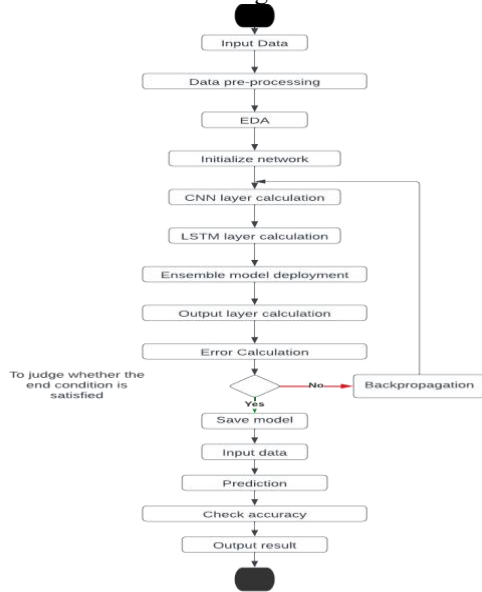 Input Data
Data pre-processing
EDA
Initialize network
CNN layer calculation
LSTM layer calculation
Ensemble model deployment
Output layer calculation
Error Calculation
To judge whether the
end condition is
satisfied
No
Backpropagation
Yes
Save model
Input data
Prediction
Check accuracy
Output result